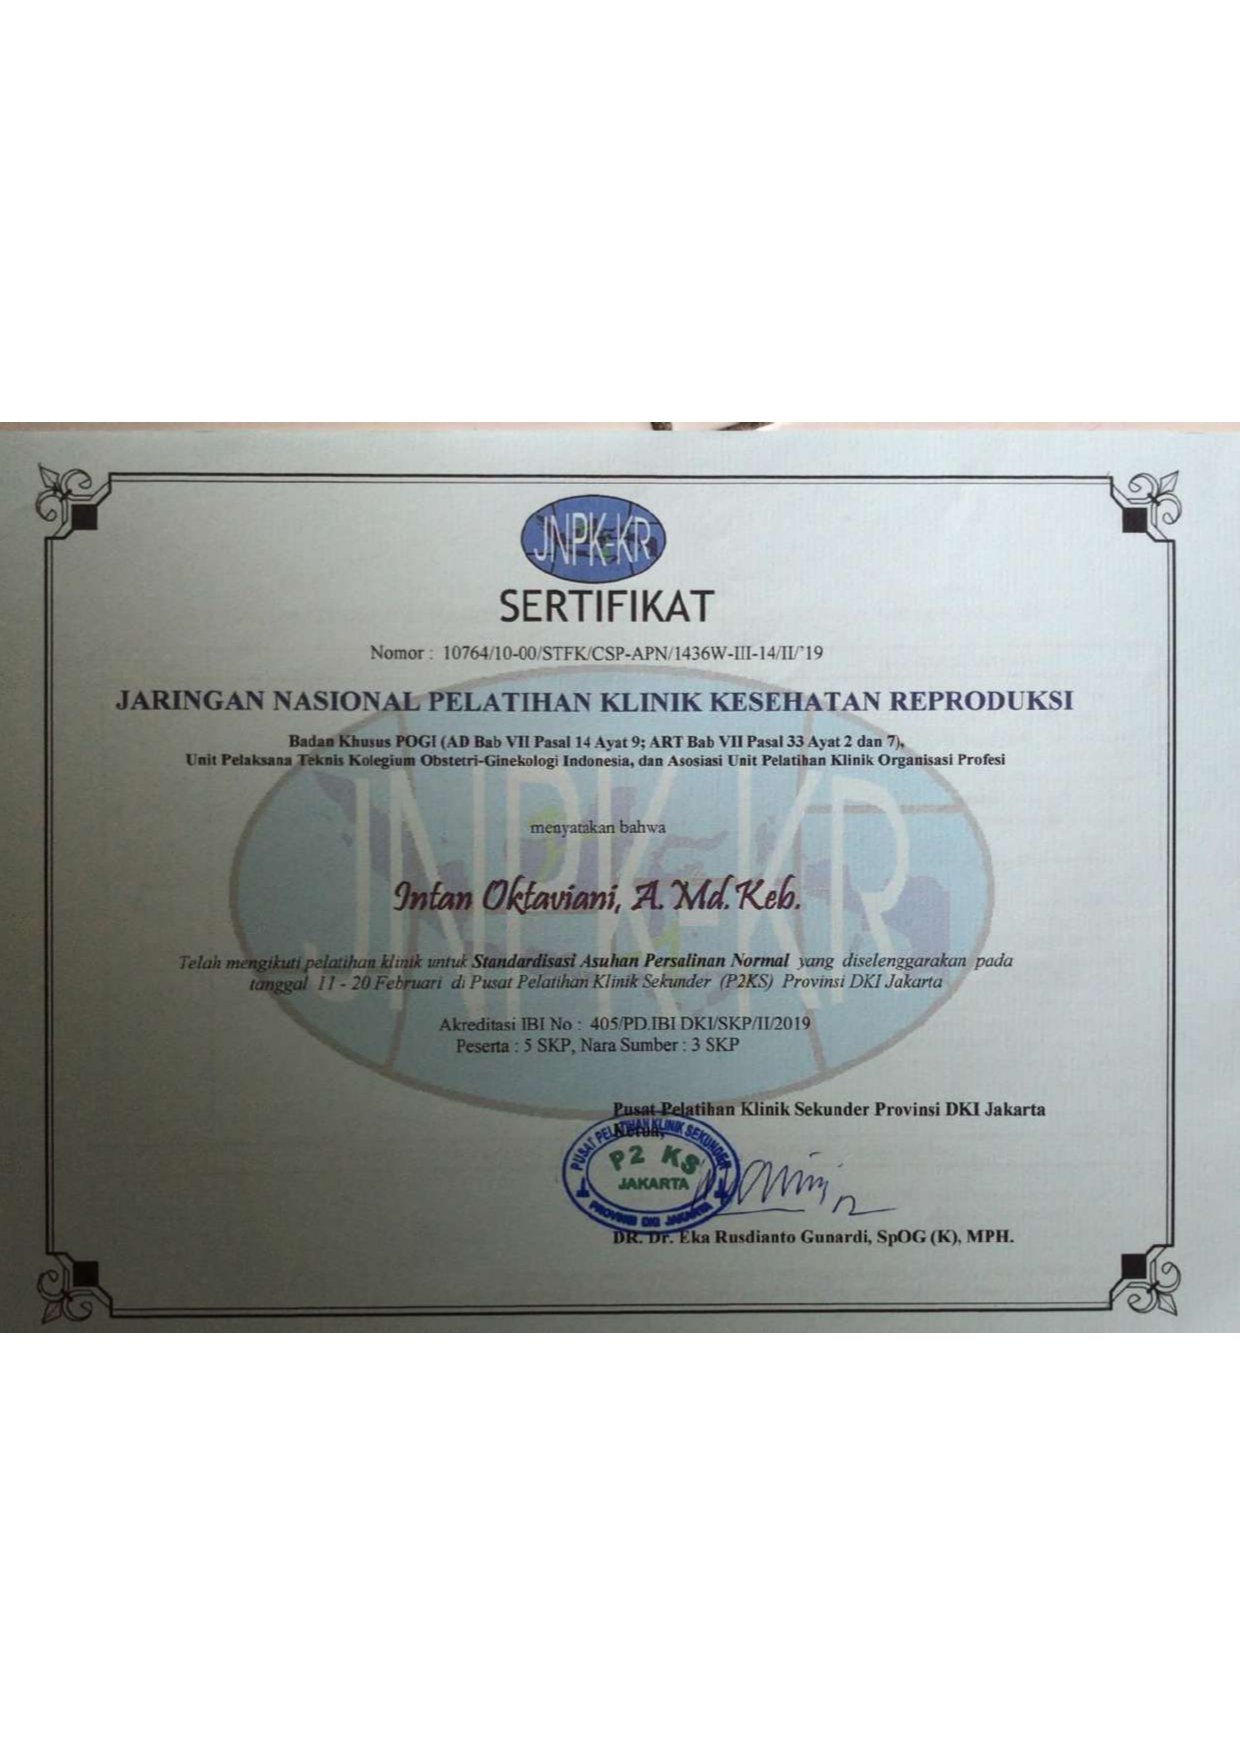 JNPK-KR
SERTIFIKAT
Nomor : 10764/10-00/STFK/CSP-APN/1436W-III-14/II/'19
JARINGAN NASIONAL PELATIHAN KLINIK KESEHATAN REPRODUKSI
Badan Khusus POGI (AD Bab VII Pasal 14 Ayat 9; ART Bab VII Pasal 33 Ayat 2 dan 7),
Unit Pelaksana Teknis Kolegium Obstetri-Ginekologi Indonesia, dan Asosiasi Unit Pelatihan Klinik Organisasi Profesi
JNPK-KR
menyatakan bahwa
Intan Oktaviani, A. Md. Keb.
Telah mengikuti pelatihan klinik untuk Standardisasi Asuhan Persalinan Normal yang diselenggarakan pada
tanggal 11 - 20 Februari di Pusat Pelatihan Klinik Sekunder (P2KS) Provinsi DKI Jakarta
Akreditasi IBI No : 405/PD.IBI DKI/SKP/II/2019
Peserta : 5 SKP, Nara Sumber : 3 SKP
Pusat Pelatihan Klinik Sekunder Provinsi DKI Jakarta
Ketua,
PUSAT PELATIHAN KLINIK SEKUNDER
P2 KS
JAKARTA
PROVINSI DKI JAKARTA
DR. Dr. Eka Rusdianto Gunardi, SpOG (K), MPH.